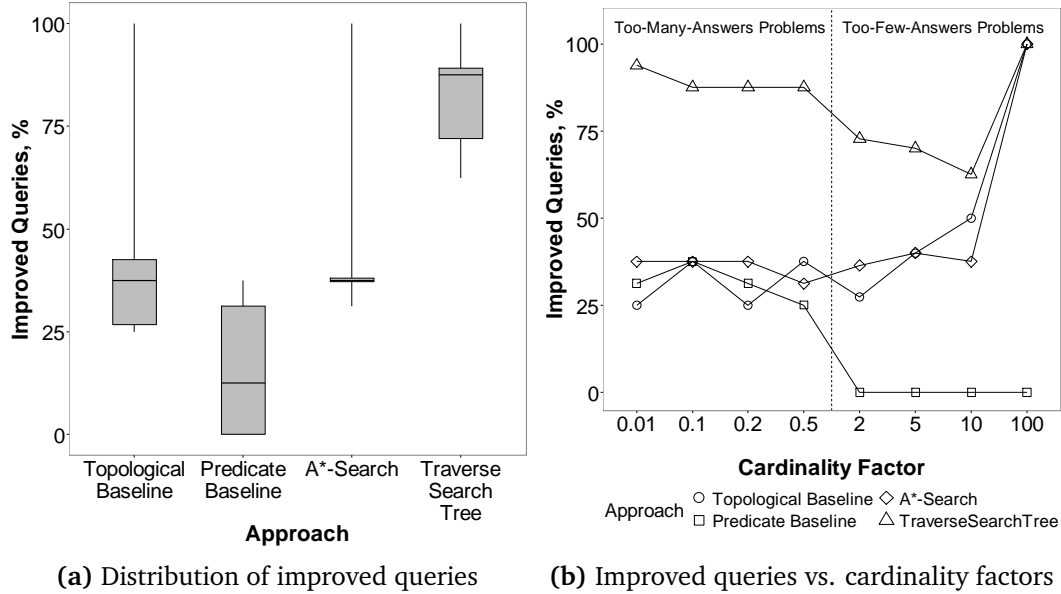 100
75
50
25
0
Improved Queries, %
Topological
Baseline
Predicate
Baseline
A*-Search
Traverse
Search
Tree
Approach
(a) Distribution of improved queries
Too-Many-Answers Problems
Too-Few-Answers Problems
100
75
50
25
0
Improved Queries, %
0.01 0.1 0.2 0.5 2 5 10 100
Cardinality Factor
Approach
Topological Baseline
A*-Search
Predicate Baseline
TraverseSearchTree
(b) Improved queries vs. cardinality factors